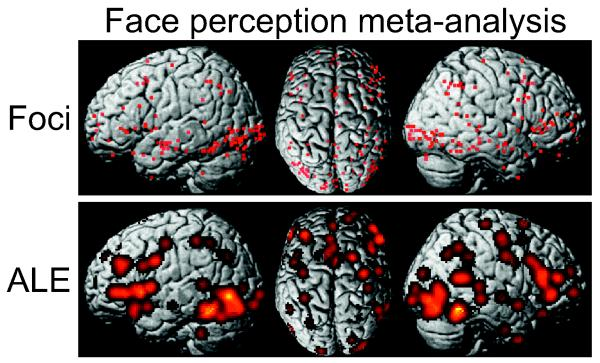 Face perception meta-analysis
Foci
ALE